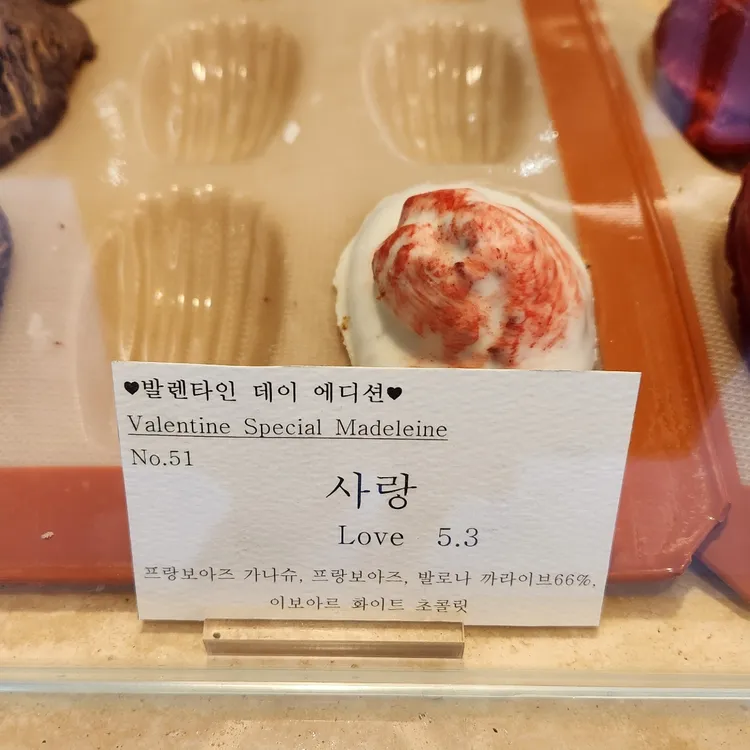 ♥발렌타인 데이 에디션♥
Valentine Special Madeleine
No.51
사랑
Love 5.3
프랑보아즈 가나슈, 프랑보아즈, 발로나 까라이브66%,
이보아르 화이트 초콜릿